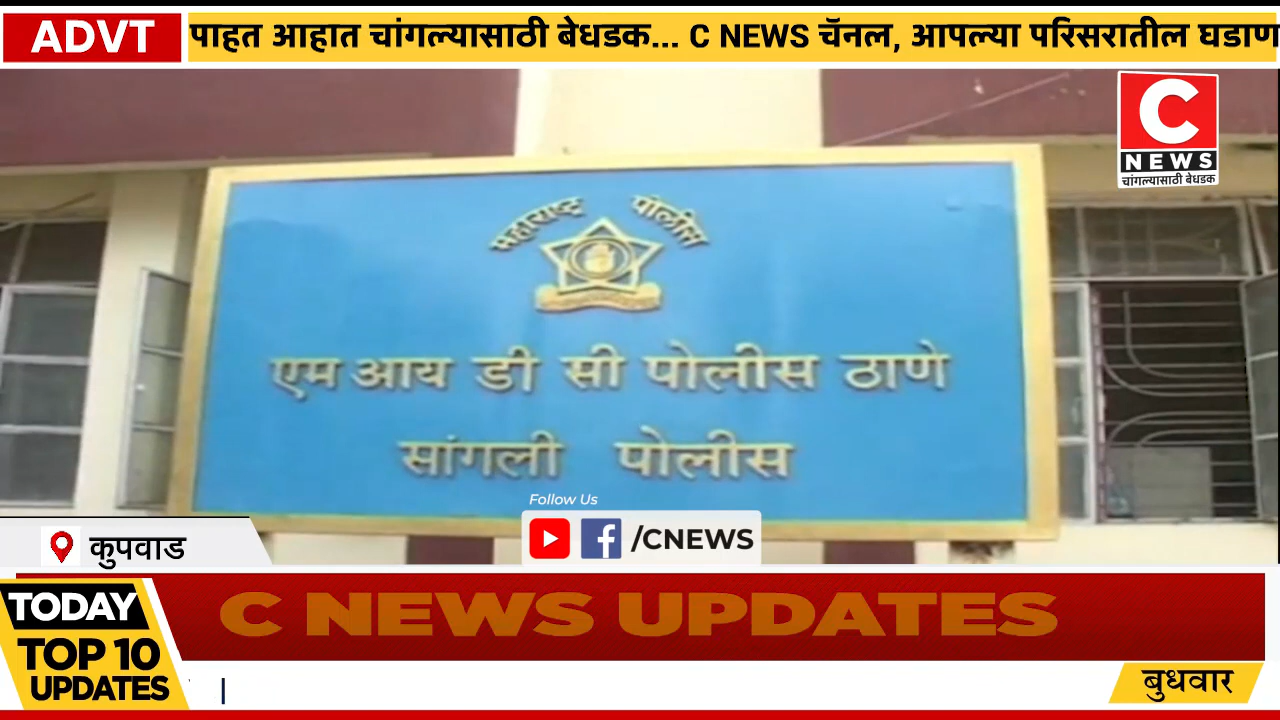 ADVT
पाहत आहात चांगल्यासाठी बेधडक... C NEWS चॅनल, आपल्या परिसरातील घडाण
C
NEWS
चांगल्यासाठी बेधडक
महाराष्ट्र पोलीस
एम आय डी सी पोलीस ठाणे
सांगली पोलीस
Follow Us
/CNEWS
कुपवाड
C NEWS UPDATES
TODAY
TOP 10
UPDATES
बुधवार